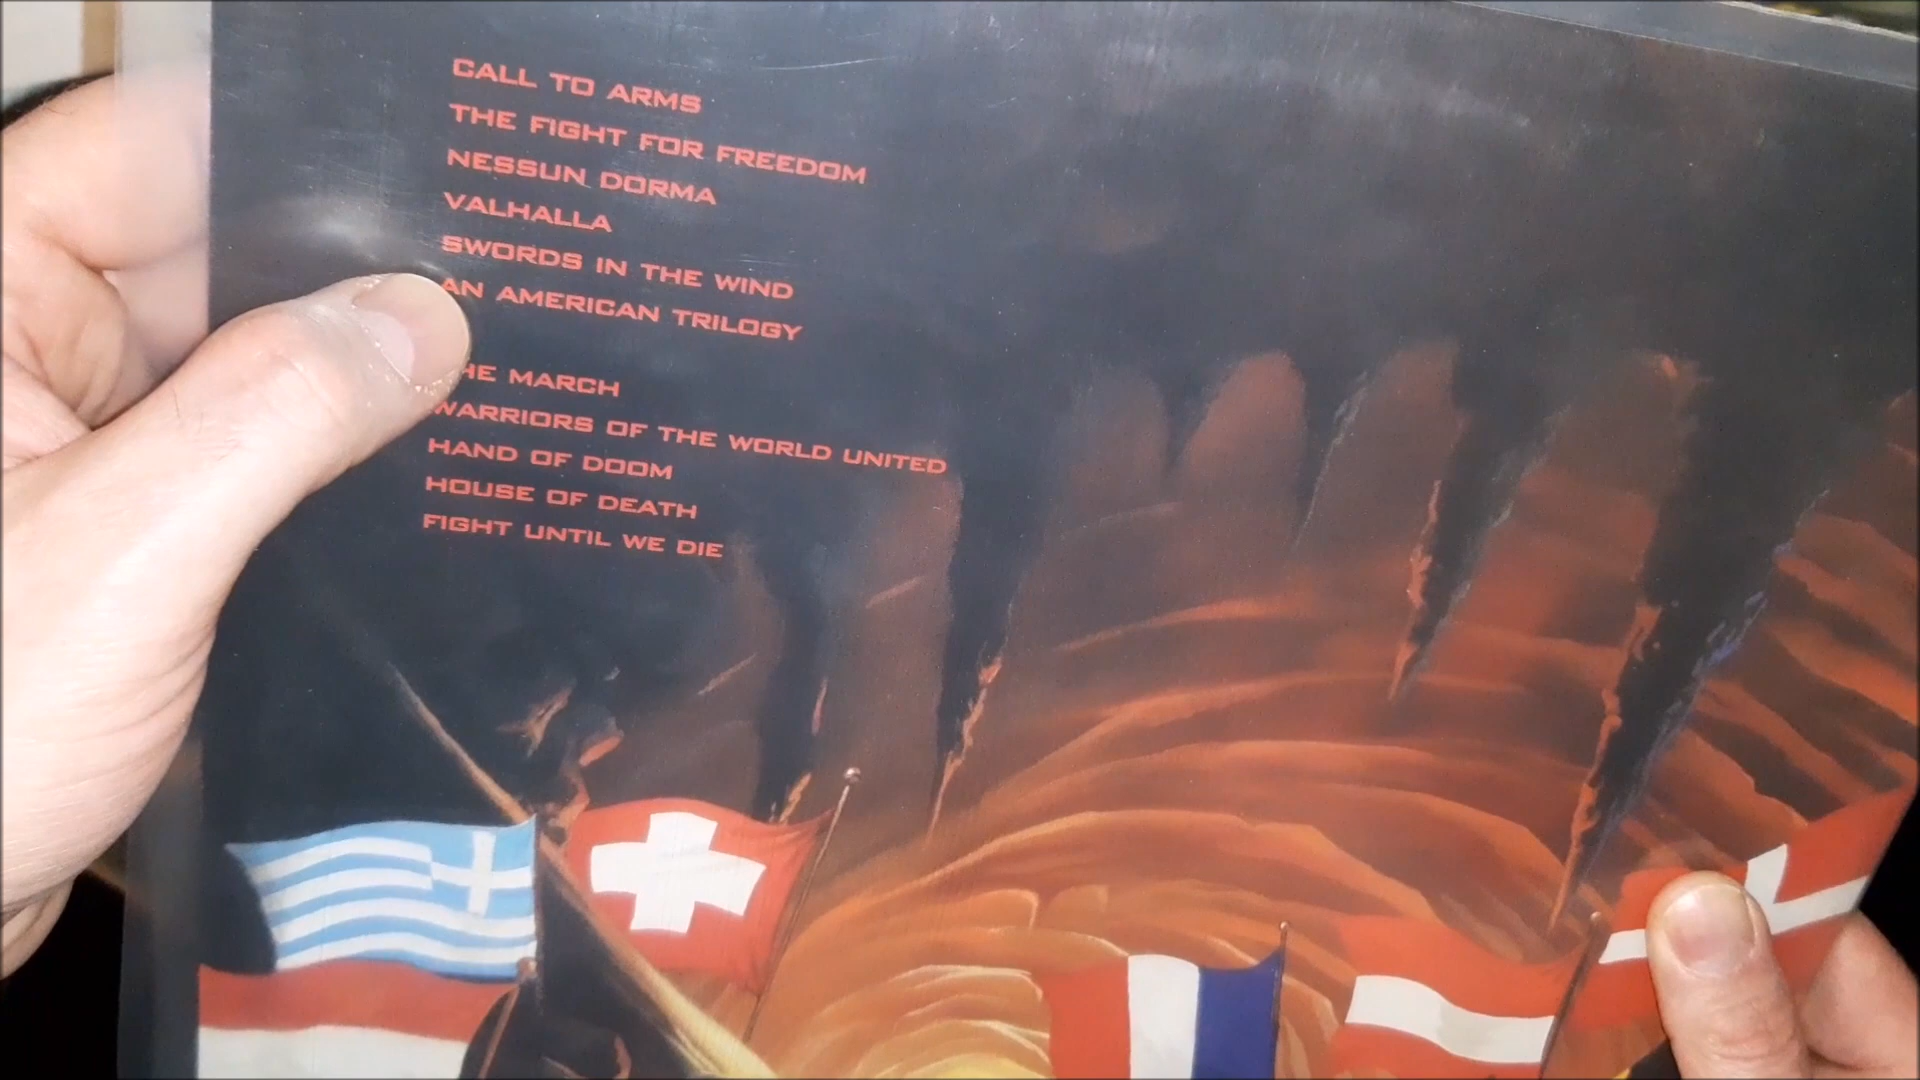 CALL TO ARMS
THE FIGHT FOR FREEDOM
NESSUN DORMA
VALHALLA
SWORDS IN THE WIND
AN AMERICAN TRILOGY
THE MARCH
WARRIORS OF THE WORLD UNITED
HAND OF DOOM
HOUSE OF DEATH
FIGHT UNTIL WE DIE